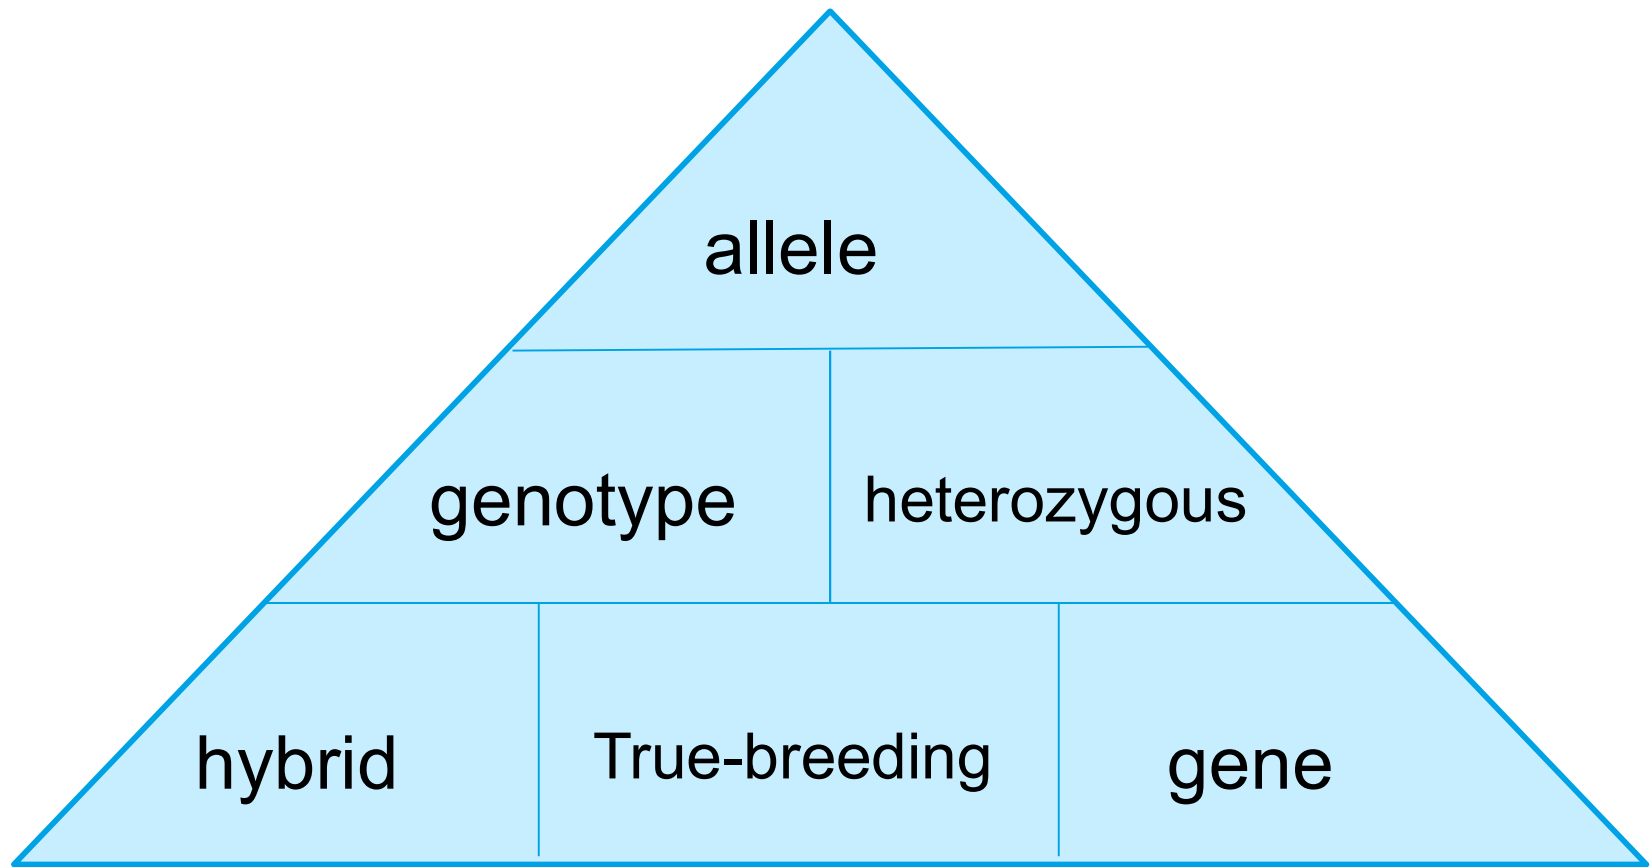 allele
genotype
heterozygous
hybrid
True-breeding
gene